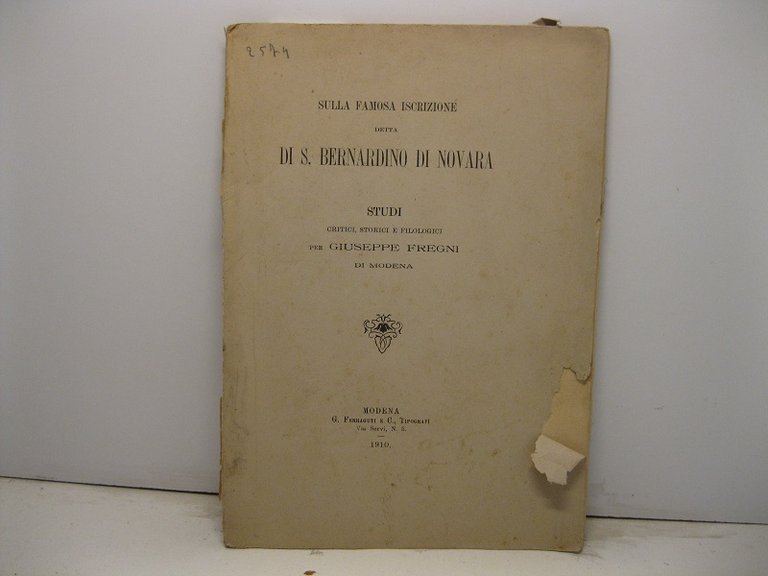 2574
SULLA FAMOSA ISCRIZIONE
DETTA
DI S. BERNARDINO DI NOVARA
STUDI
CRITICI, STORICI E FILOLOGICI
PER GIUSEPPE FREGNI
DI MODENA
MODENA
G. FERRAGUTI E C., TIPOGRAFI
Via Servi, N. 5.
1910.